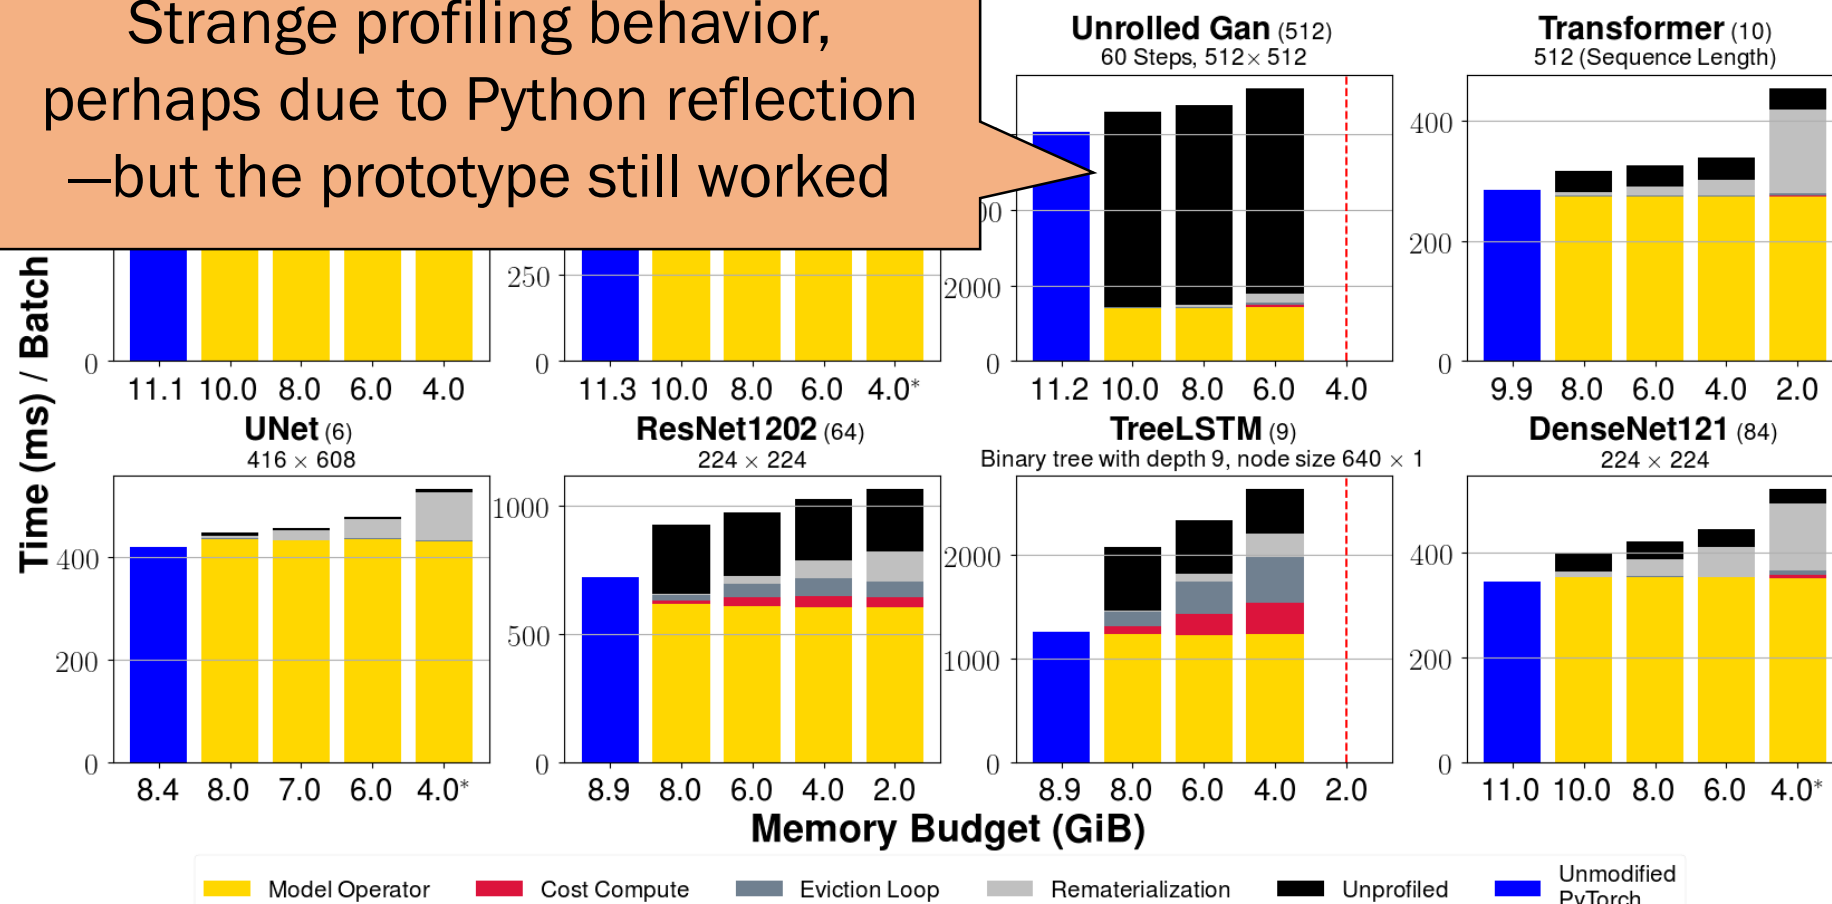 Strange profiling behavior,
perhaps due to Python reflection
—but the prototype still worked
Unrolled Gan (512)
60 Steps, 512× 512
2000
0
11.2 10.0 8.0 6.0 4.0
Transformer (10)
512 (Sequence Length)
400
200
0
9.9 8.0 6.0 4.0 2.0
Time (ms) / Batch
0
11.1 10.0 8.0 6.0 4.0
250
0
11.3 10.0 8.0 6.0 4.0*
UNet (6)
416 × 608
400
200
0
8.4 8.0 7.0 6.0 4.0*
ResNet1202 (64)
224 × 224
1000
500
0
8.9 8.0 6.0 4.0 2.0
TreeLSTM (9)
Binary tree with depth 9, node size 640 × 1
2000
1000
0
8.9 8.0 6.0 4.0 2.0
DenseNet121 (84)
224 × 224
400
200
0
11.0 10.0 8.0 6.0 4.0*
Memory Budget (GiB)
Model Operator
Cost Compute
Eviction Loop
Rematerialization
Unprofiled
Unmodified
PyTorch